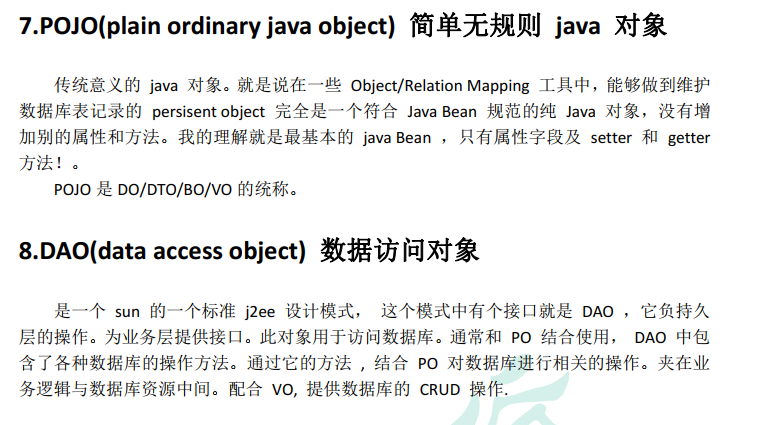 7.POJO(plain ordinary java object) 简单无规则 java 对象
传统意义的 java 对象。就是说在一些 Object/Relation Mapping 工具中，能够做到维护
数据库表记录的 persisent object 完全是一个符合 Java Bean 规范的纯 Java 对象，没有增
加别的属性和方法。我的理解就是最基本的 java Bean ，只有属性字段及 setter 和 getter
方法！。
POJO 是 DO/DTO/BO/VO 的统称。
8.DAO(data access object) 数据访问对象
是一个 sun 的一个标准 j2ee 设计模式， 这个模式中有个接口就是 DAO ，它负持久
层的操作。为业务层提供接口。此对象用于访问数据库。通常和 PO 结合使用， DAO 中包
含了各种数据库的操作方法。通过它的方法 , 结合 PO 对数据库进行相关的操作。夹在业
务逻辑与数据库资源中间。配合 VO, 提供数据库的 CRUD 操作.